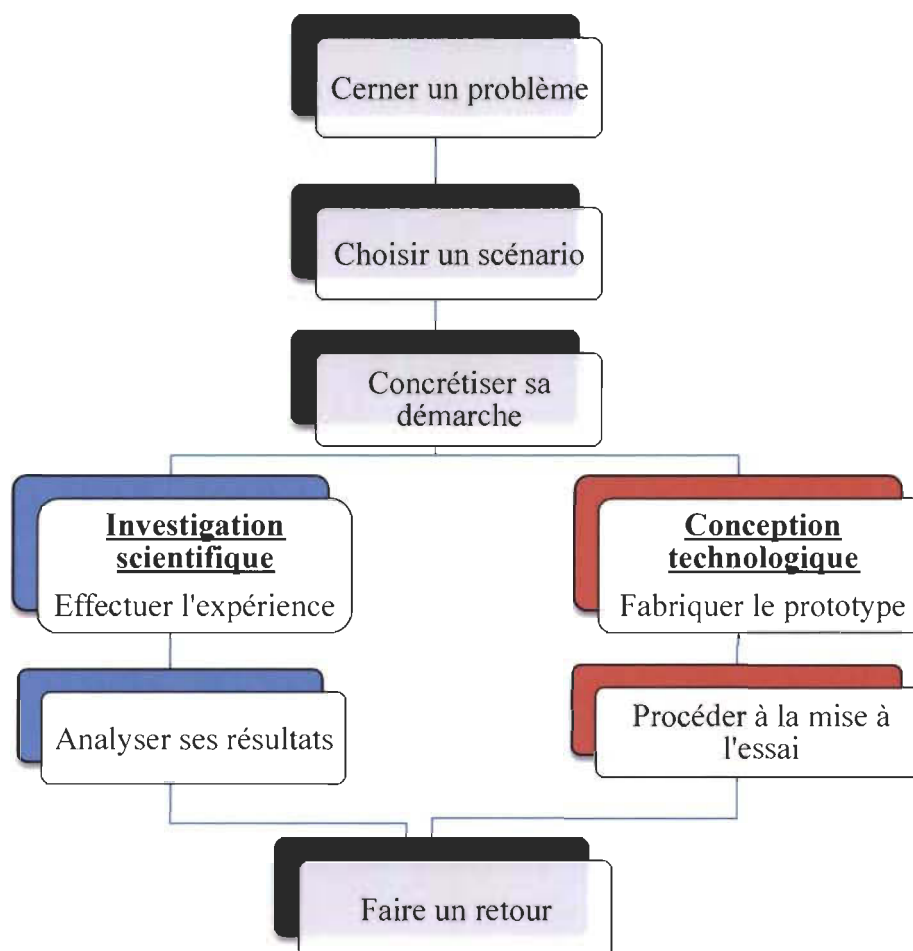 Cerner un problème
Choisir un scénario
Concrétiser sa
démarche
Investigation
scientifique
Effectuer l'expérience
Conception
technologique
Fabriquer le prototype
Analyser ses résultats
Procéder à la mise à
l'essai
Faire un retour